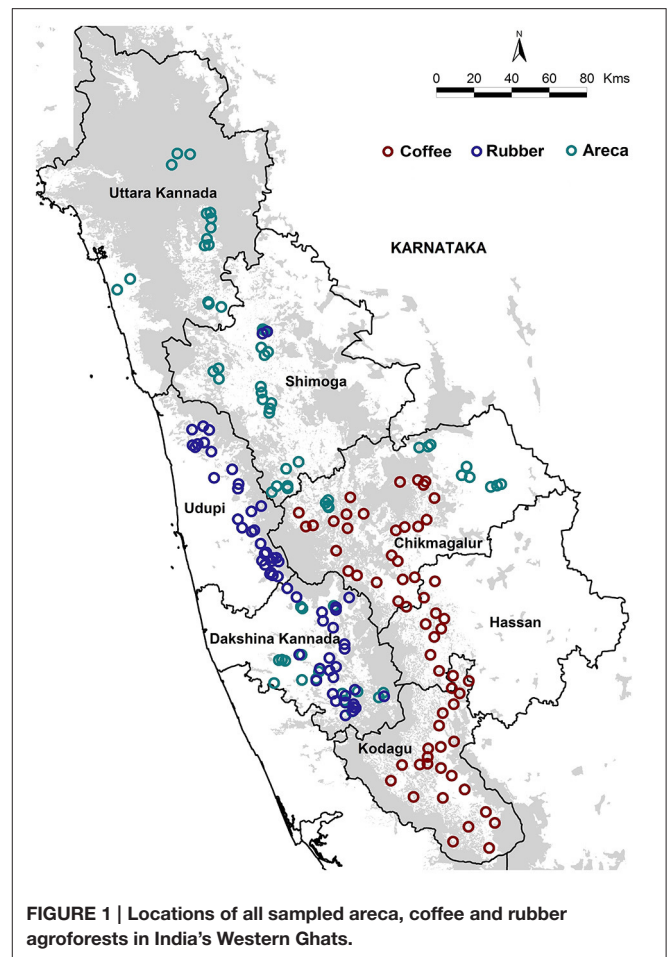 N
0 20 40 60 80 Kms
Coffee Rubber Areca
Uttara Kannada
KARNATAKA
Shimoga
Udupi
Chikmagalur
Hassan
Dakshina Kannada
Kodagu
FIGURE 1 | Locations of all sampled areca, coffee and rubber
agroforests in India's Western Ghats.